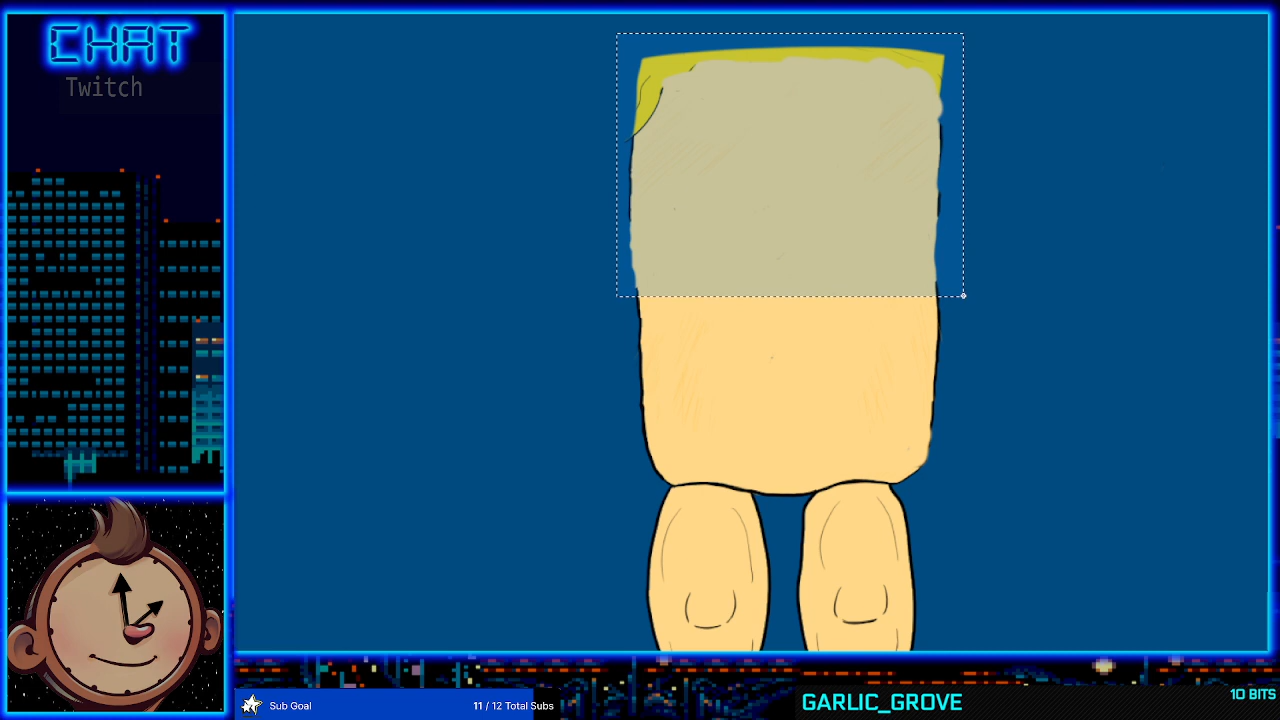 CHAT
Twitch
Sub Goal
11 / 12 Total Subs
GARLIC_GROVE
10 BITS